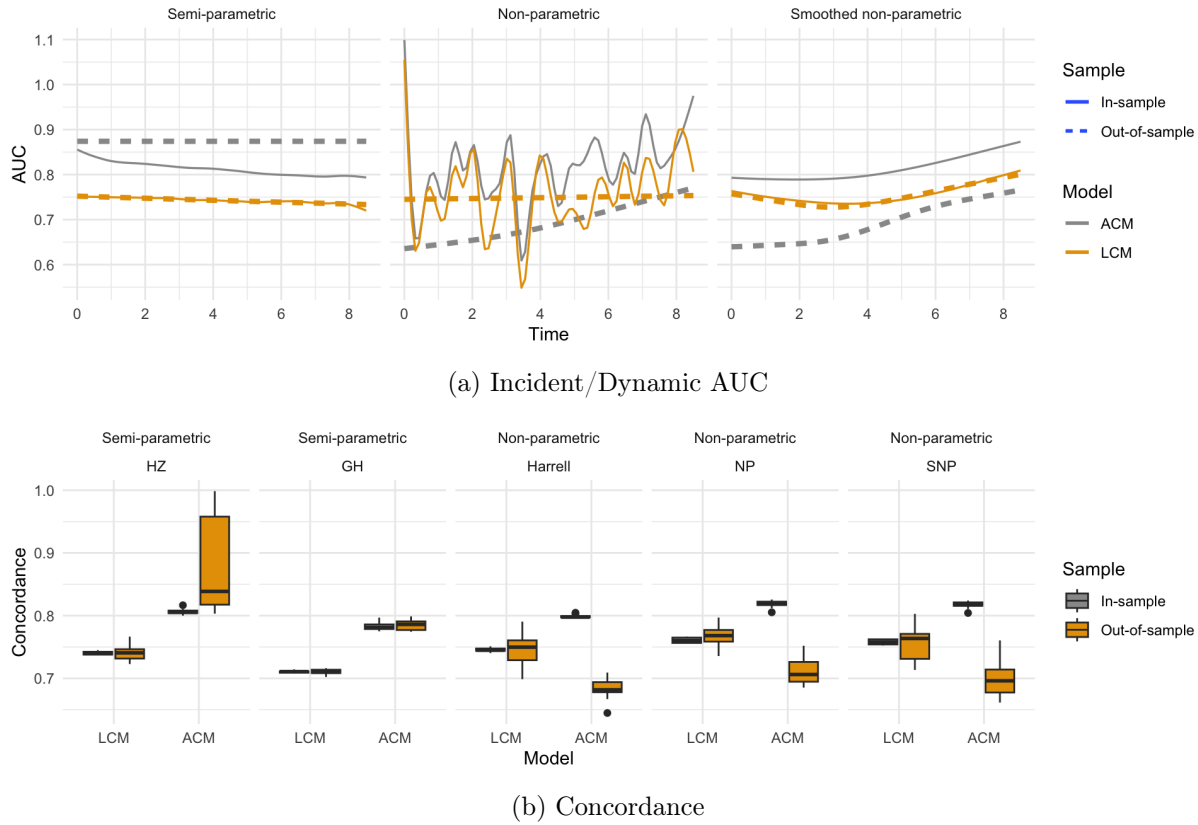 Semi-parametric Non-parametric Smoothed non-parametric
1.1
1.0
0.9
0.8
0.7
0.6
AUC
0 2 4 6 8 0 2 4 6 8 0 2 4 6 8
Time
Sample
In-sample
Out-of-sample
Model
ACM
LCM
(a) Incident/Dynamic AUC
Semi-parametric Semi-parametric Non-parametric Non-parametric Non-parametric
HZ GH Harrell NP SNP
1.0
0.9
0.8
0.7
Concordance
LCM ACM LCM ACM LCM ACM LCM ACM LCM ACM
Model
Sample
In-sample
Out-of-sample
(b) Concordance